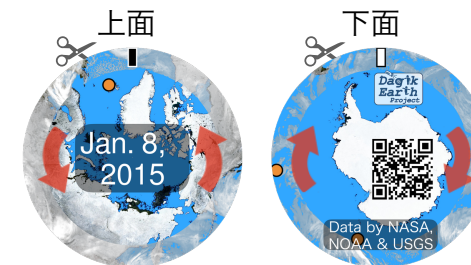 上面
下面
Jan. 8,
2015
Dagik
Earth
Project
Data by NASA,
NOAA & USGS